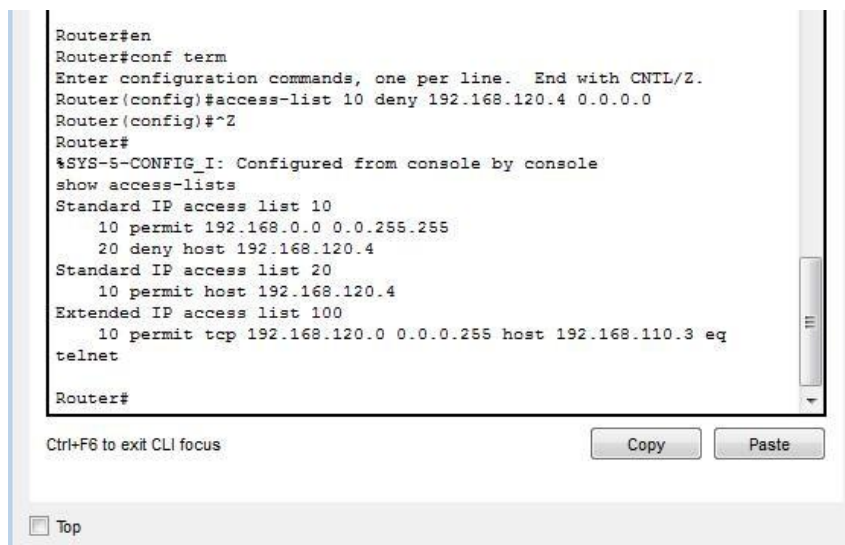 Router#en
Router#conf term
Enter configuration commands, one per line.  End with CNTL/Z.
Router(config)#access-list 10 deny 192.168.120.4 0.0.0.0
Router(config)#^Z
Router#
%SYS-5-CONFIG_I: Configured from console by console
show access-lists
Standard IP access list 10
    10 permit 192.168.0.0 0.0.255.255
    20 deny host 192.168.120.4
Standard IP access list 20
    10 permit host 192.168.120.4
Extended IP access list 100
    10 permit tcp 192.168.120.0 0.0.0.255 host 192.168.110.3 eq
telnet
Router#
Ctrl+F6 to exit CLI focus
Copy
Paste
Top